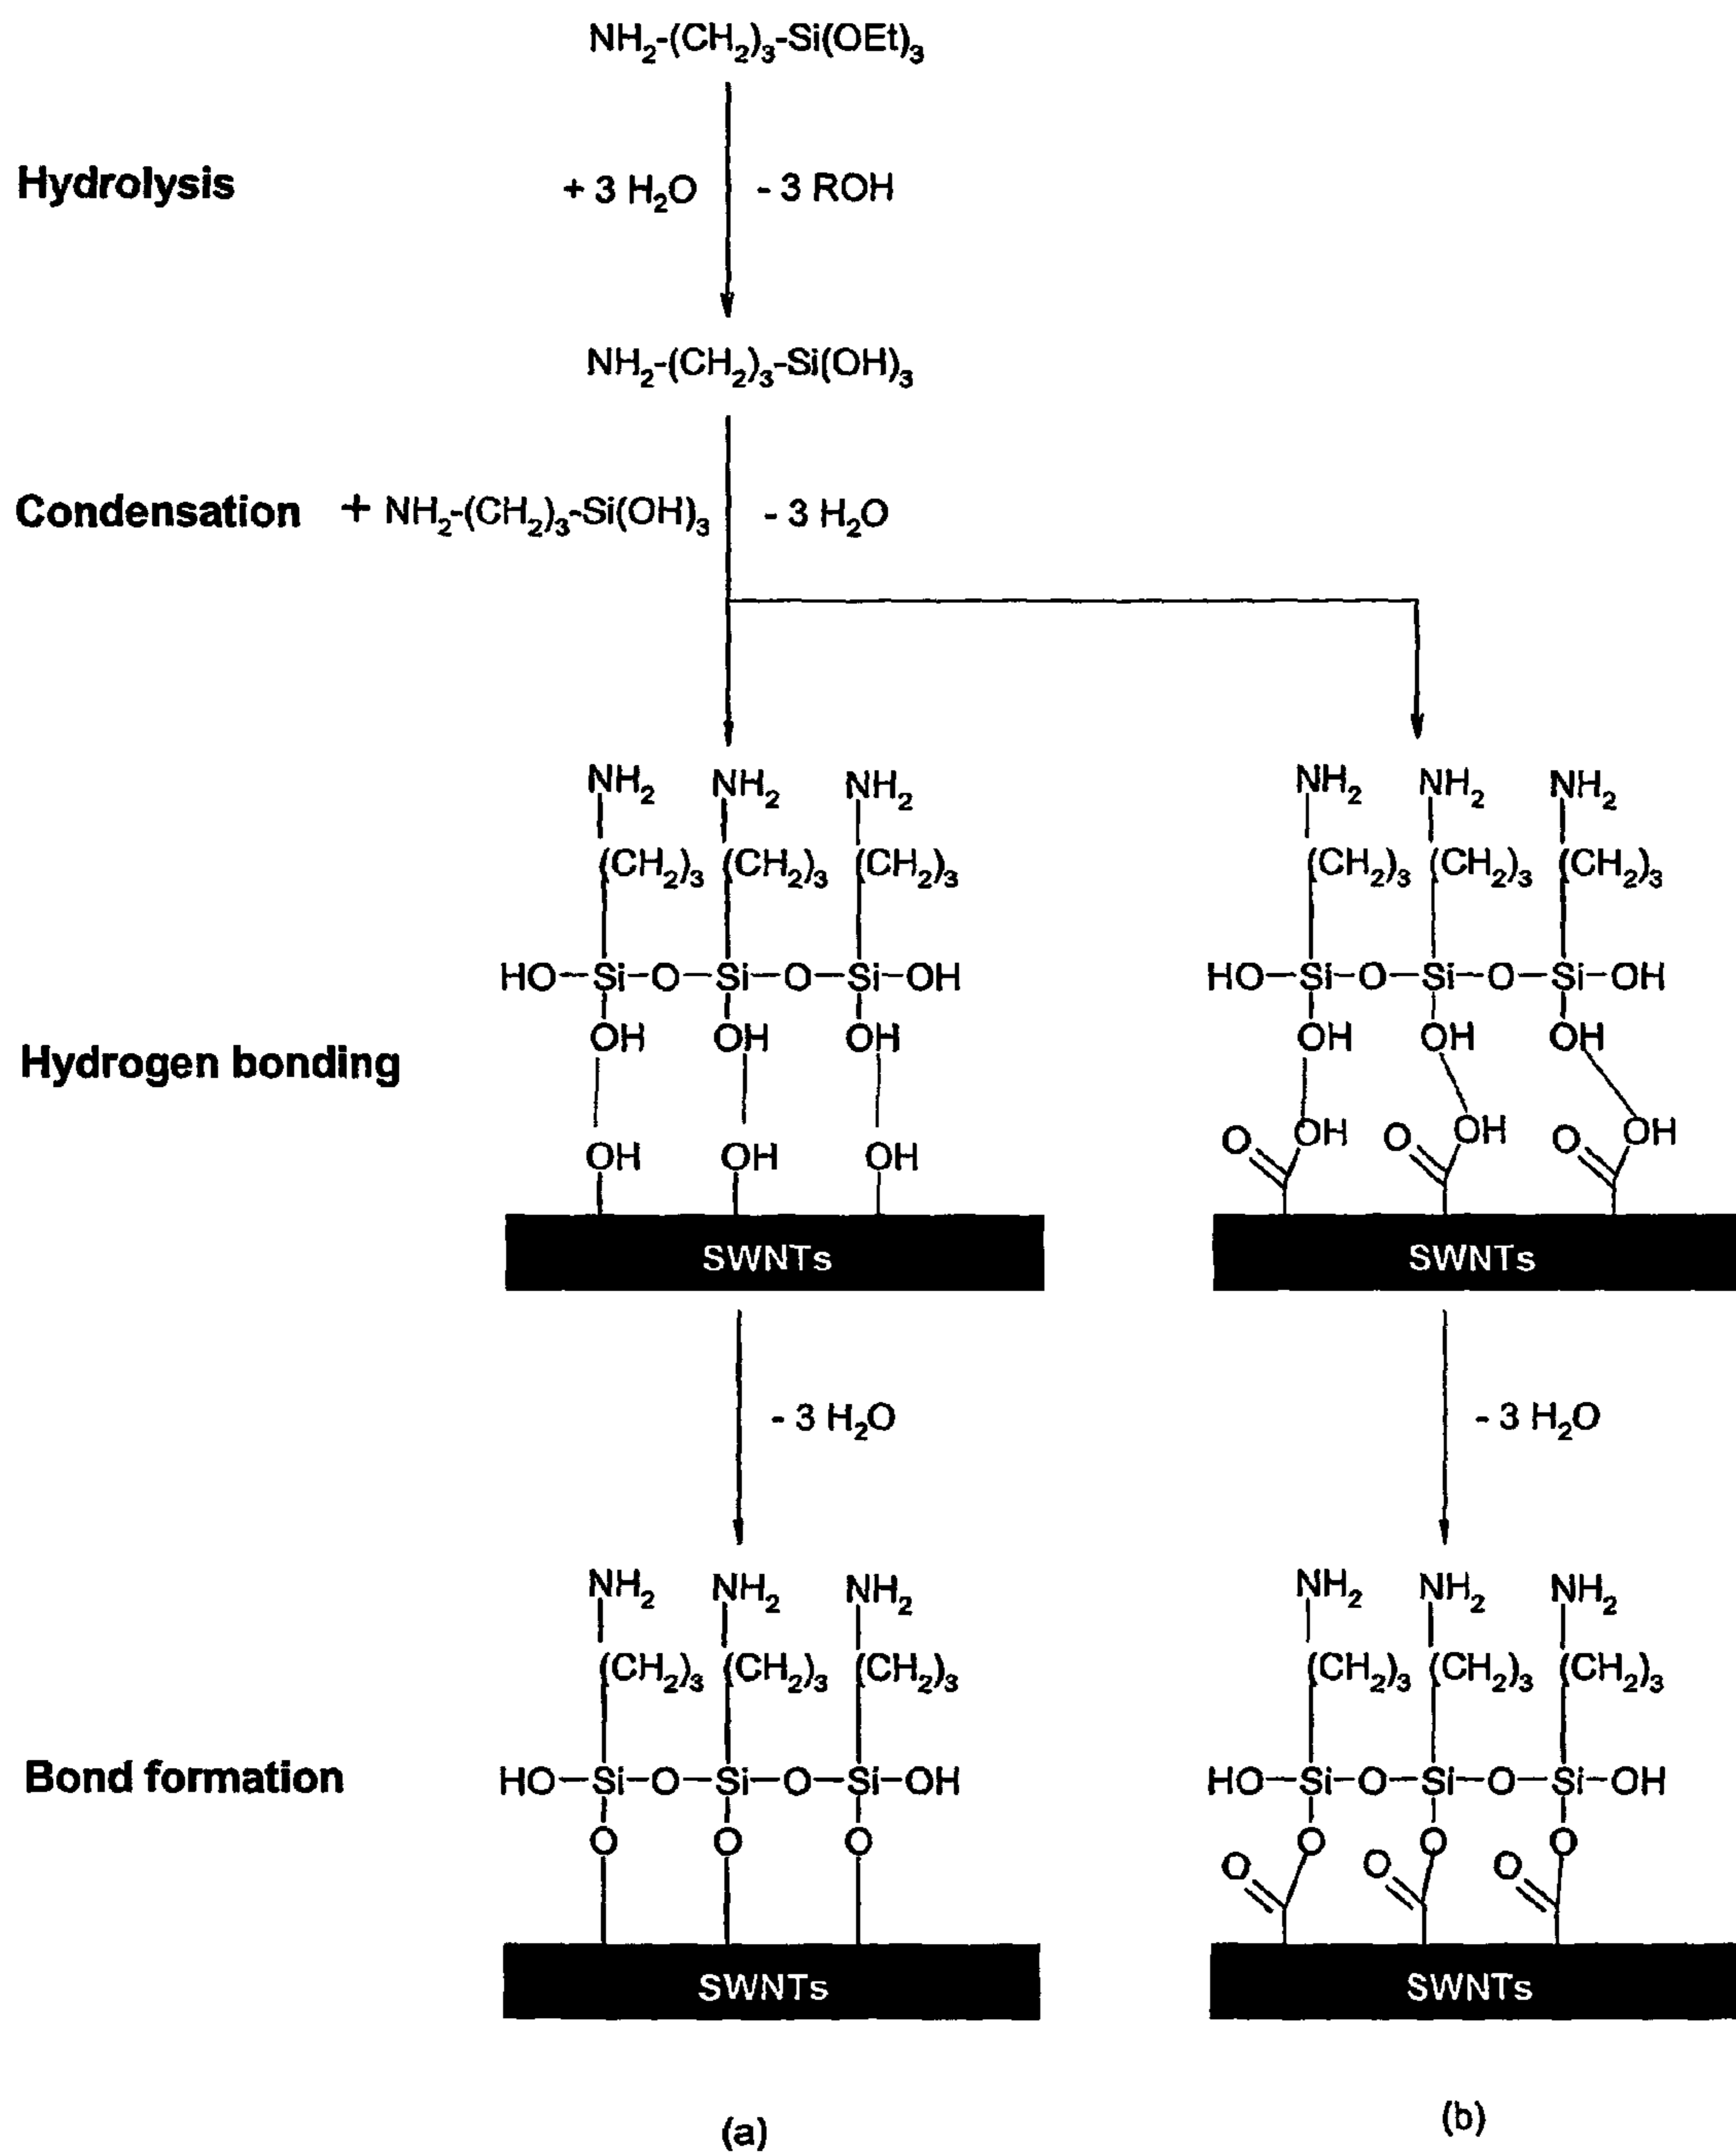 NH2-(CH2)3-Si(OEt)3
Hydrolysis + 3 H2O - 3 ROH
NH2-(CH2)3-Si(OH)3
Condensation + NH2-(CH2)3-Si(OH)3 - 3 H2O
NH2 NH2 NH2 NH2 NH2 NH2
(CH2)3 (CH2)3 (CH2)3 (CH2)3 (CH2)3 (CH2)3
HO-Si-O-Si-O-Si-OH HO-Si-O-Si-O-Si-OH
OH OH OH OH OH OH
Hydrogen bonding
O OH O OH O OH
OH OH OH
SWNTs SWNTs
- 3 H2O - 3 H2O
NH2 NH2 NH2 NH2 NH2 NH2
(CH2)3 (CH2)3 (CH2)3 (CH2)3 (CH2)3 (CH2)3
Bond formation HO-Si-O-Si-O-Si-OH HO-Si-O-Si-O-Si-OH
O O O O O O
O O O
SWNTs SWNTs
(a) (b)